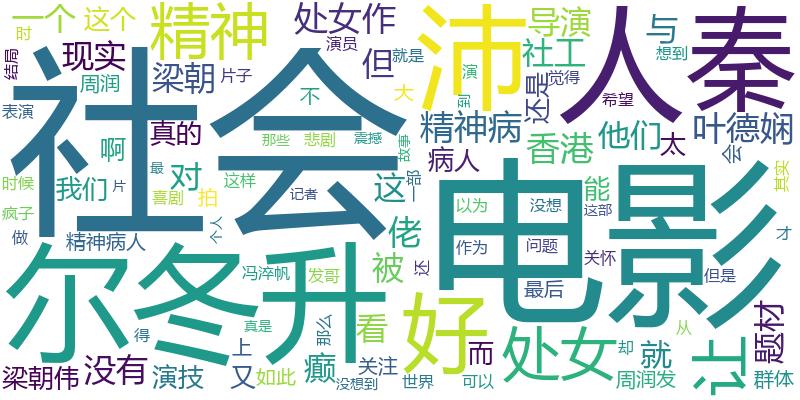 时
一个
这个
精神
处女作
沛
导演
与
人
秦
结局
现实
演员
但
就是
社工
想到
周润
梁朝
片子
不
演
到
还是
觉得
表演
社会
真的
那些
悲剧
震撼
大
精神病
希望
叶德娴
啊
故事
病人
香港
他们
太
会
时候
我们
片
最
对
这样
这
一部
能
其实
疯子
喜剧
拍
记者
电影
以为
没想
这部
做
精神病人
个人
佬
作为
问题
关怀
才
尔冬升
冯淬帆
发哥
被
还
最后
但是
得
真是
那么
看
好
处女
从
题材
上
而
却
就
让
梁朝伟
没有
演技
又
如此
癫
没想到
关注
世界
可以
周润发
群体